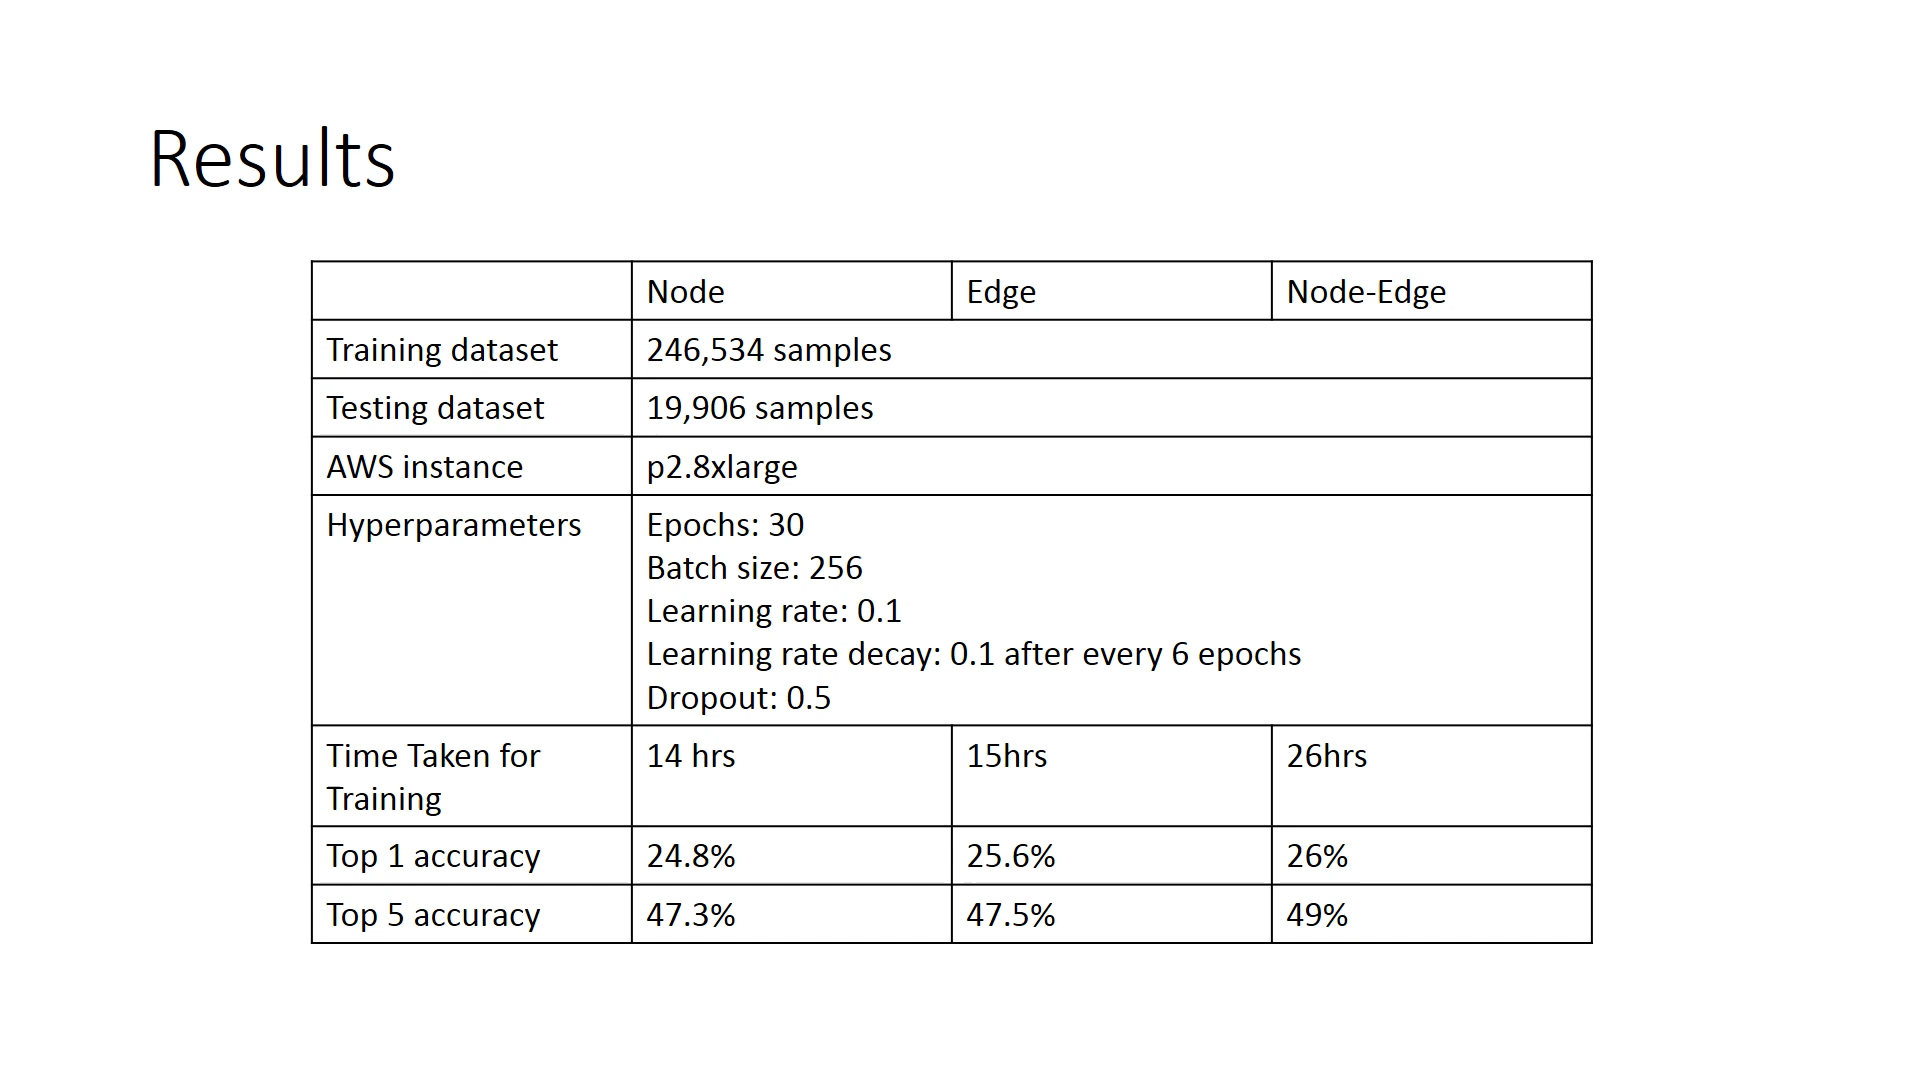 Results
Node Edge Node-Edge
Training dataset 246,534 samples
Testing dataset 19,906 samples
AWS instance p2.8xlarge
Hyperparameters Epochs: 30
Batch size: 256
Learning rate: 0.1
Learning rate decay: 0.1 after every 6 epochs
Dropout: 0.5
Time Taken for 14 hrs 15hrs 26hrs
Training
Top 1 accuracy 24.8% 25.6% 26%
Top 5 accuracy 47.3% 47.5% 49%